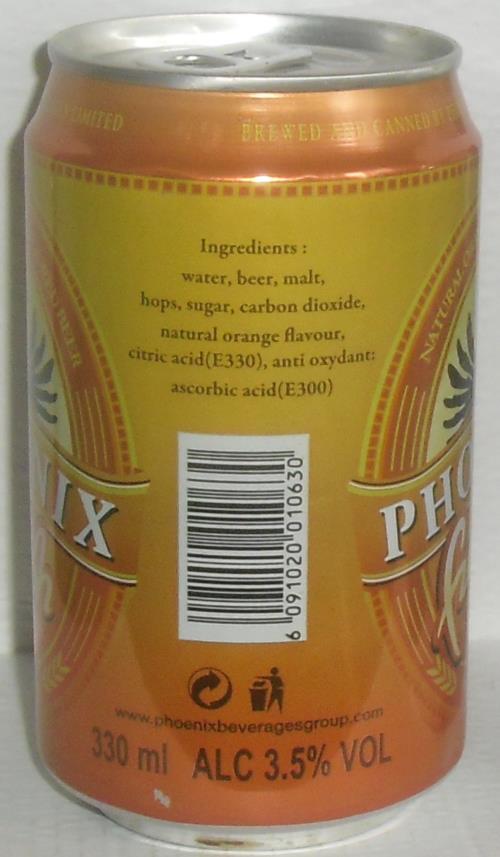 LIMITED
BREWED AND CANNED BY
Ingredients :
water, beer, malt,
hops, sugar, carbon dioxide,
natural orange flavour,
citric acid(E330), anti oxydant:
ascorbic acid(E300)
BEER
NATURAL
NIX
PHO
6 091020 010630
www.phoenixbeveragesgroup.com
330 ml ALC 3.5% VOL